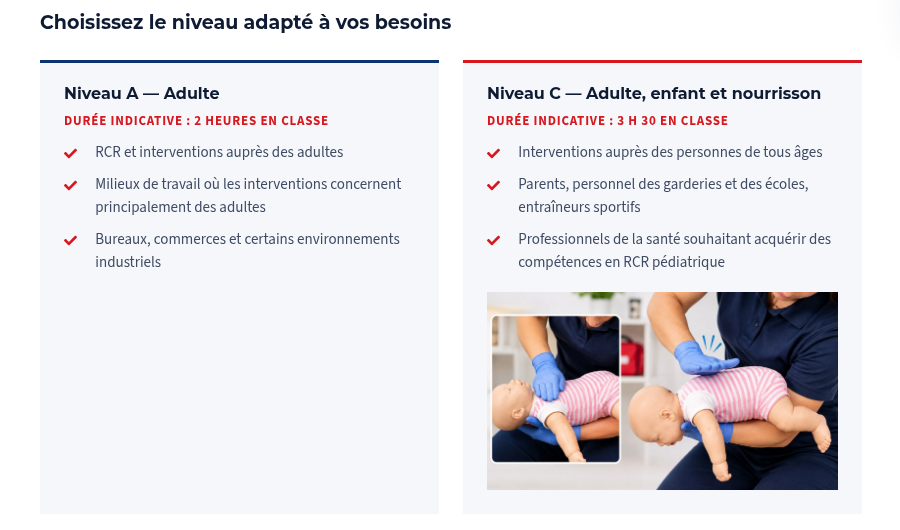 Choisissez le niveau adapté à vos besoins
Niveau A — Adulte
DURÉE INDICATIVE : 2 HEURES EN CLASSE
RCR et interventions auprès des adultes
Milieux de travail où les interventions concernent
principalement des adultes
Bureaux, commerces et certains environnements
industriels
Niveau C — Adulte, enfant et nourrisson
DURÉE INDICATIVE : 3 H 30 EN CLASSE
Interventions auprès des personnes de tous âges
Parents, personnel des garderies et des écoles,
entraîneurs sportifs
Professionnels de la santé souhaitant acquérir des
compétences en RCR pédiatrique